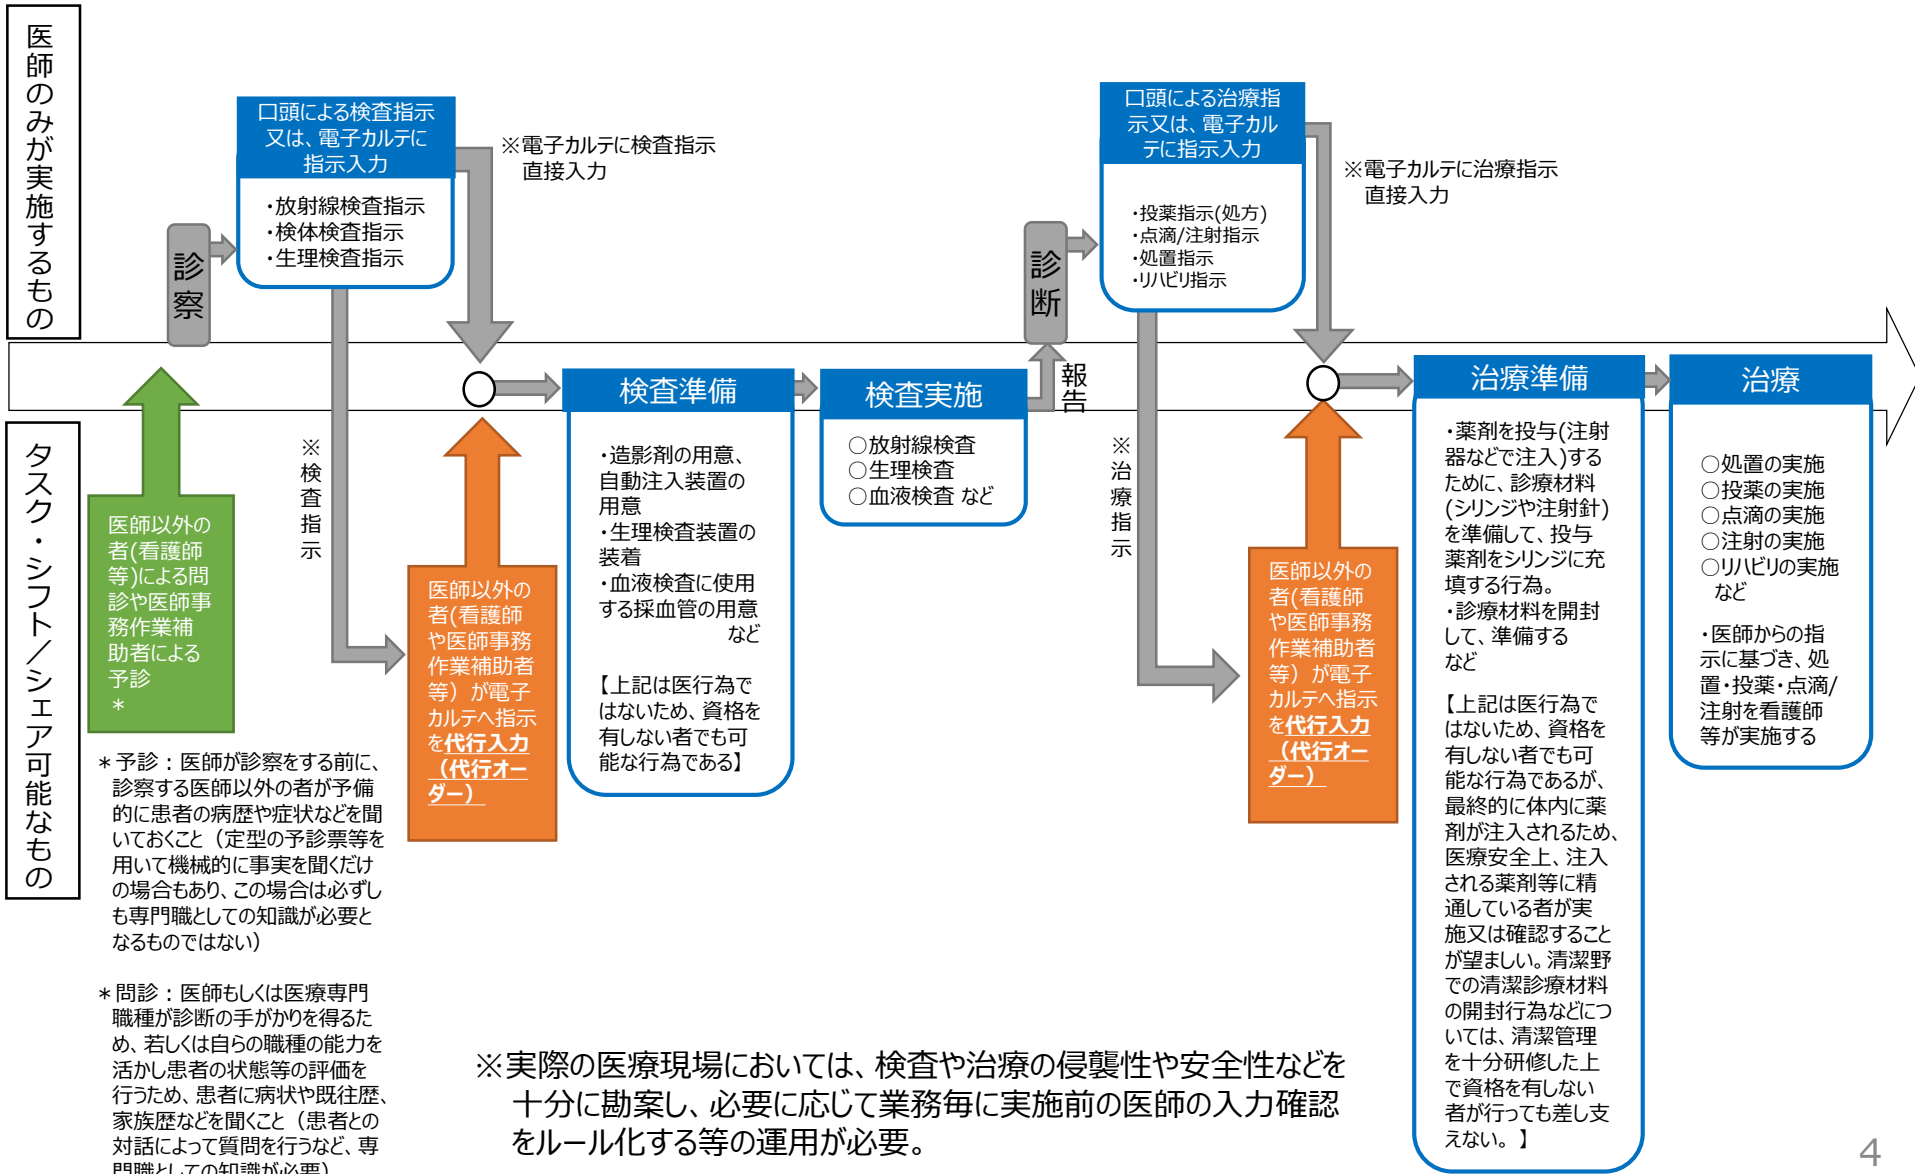 医師のみが実施するもの
口頭による検査指示
又は、電子カルテに
指示入力
・放射線検査指示
・検体検査指示
・生理検査指示
※電子カルテに検査指示
直接入力
診察
口頭による治療指
示又は、電子カル
テに指示入力
・投薬指示(処方)
・点滴/注射指示
・処置指示
・リハビリ指示
※電子カルテに治療指示
直接入力
診断
報告
検査準備
・造影剤の用意、
自動注入装置の
用意
・生理検査装置の
装着
・血液検査に使用
する採血管の用意
など
【上記は医行為で
はないため、資格を
有しない者でも可
能な行為である】
検査実施
○放射線検査
○生理検査
○血液検査 など
治療準備
・薬剤を投与(注射
器などで注入)する
ために、診療材料
(シリンジや注射針)
を準備して、投与
薬剤をシリンジに充
填する行為。
・診療材料を開封
して、準備する
など
【上記は医行為で
はないため、資格を
有しない者でも可
能な行為であるが、
最終的に体内に薬
剤が注入されるため、
医療安全上、注入
される薬剤等に精
通している者が実
施又は確認すること
が望ましい。清潔野
での清潔診療材料
の開封行為などにつ
いては、清潔管理
を十分研修した上
で資格を有しない
者が行っても差し支
えない。】
治療
○処置の実施
○投薬の実施
○点滴の実施
○注射の実施
○リハビリの実施
など
・医師からの指
示に基づき、処
置・投薬・点滴/
注射を看護師
等が実施する
タスク・シフト/シェア可能なもの
医師以外の
者(看護師
等)による問
診や医師事
務作業補
助者による
予診
*
※検査指示
医師以外の
者(看護師
や医師事務
作業補助者
等）が電子
カルテへ指示
を代行入力
（代行オー
ダー）
※治療指示
医師以外の
者(看護師
や医師事務
作業補助者
等）が電子
カルテへ指示
を代行入力
（代行オー
ダー）
*予診：医師が診察をする前に、
診察する医師以外の者が予備
的に患者の病歴や症状などを聞
いておくこと（定型の予診票等を
用いて機械的に事実を聞くだけ
の場合もあり、この場合は必ずし
も専門職としての知識が必要と
なるものではない）
*問診：医師もしくは医療専門
職種が診断の手がかりを得るた
め、若しくは自らの職種の能力を
活かし患者の状態等の評価を
行うため、患者に病状や既往歴、
家族歴などを聞くこと（患者との
対話によって質問を行うなど、専
門職としての知識が必要）
※実際の医療現場においては、検査や治療の侵襲性や安全性などを
十分に勘案し、必要に応じて業務毎に実施前の医師の入力確認
をルール化する等の運用が必要。
4